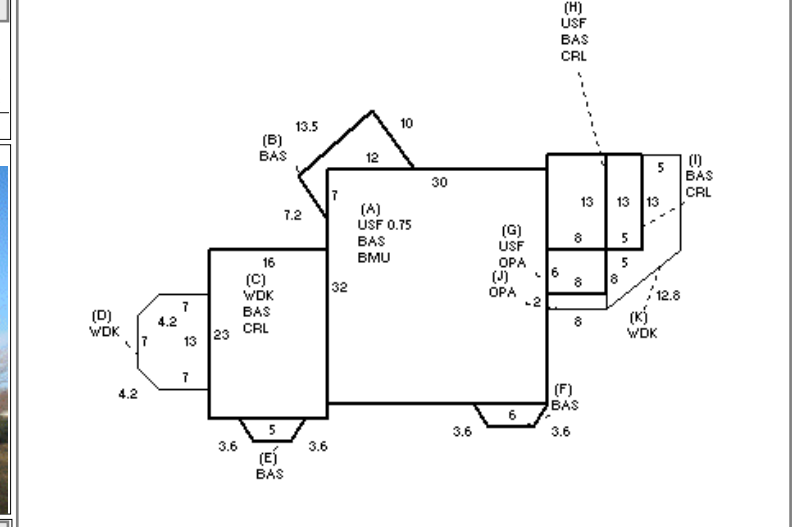 (H)
USF
BAS
CRL
13.5
10
(B)
BAS
12
30
7
7.2
(A)
USF 0.75
BAS
BMU
5
(I)
BAS
CRL
13
13
13
8
5
(G)
USF
OPA
(J)
OPA
6
8
8
5
2
8
12.8
(K)
WDK
16
(C)
WDK
BAS
CRL
32
23
(D)
WDK
7
4.2
7
13
7
4.2
5
3.6
3.6
(E)
BAS
(F)
BAS
6
3.6
3.6